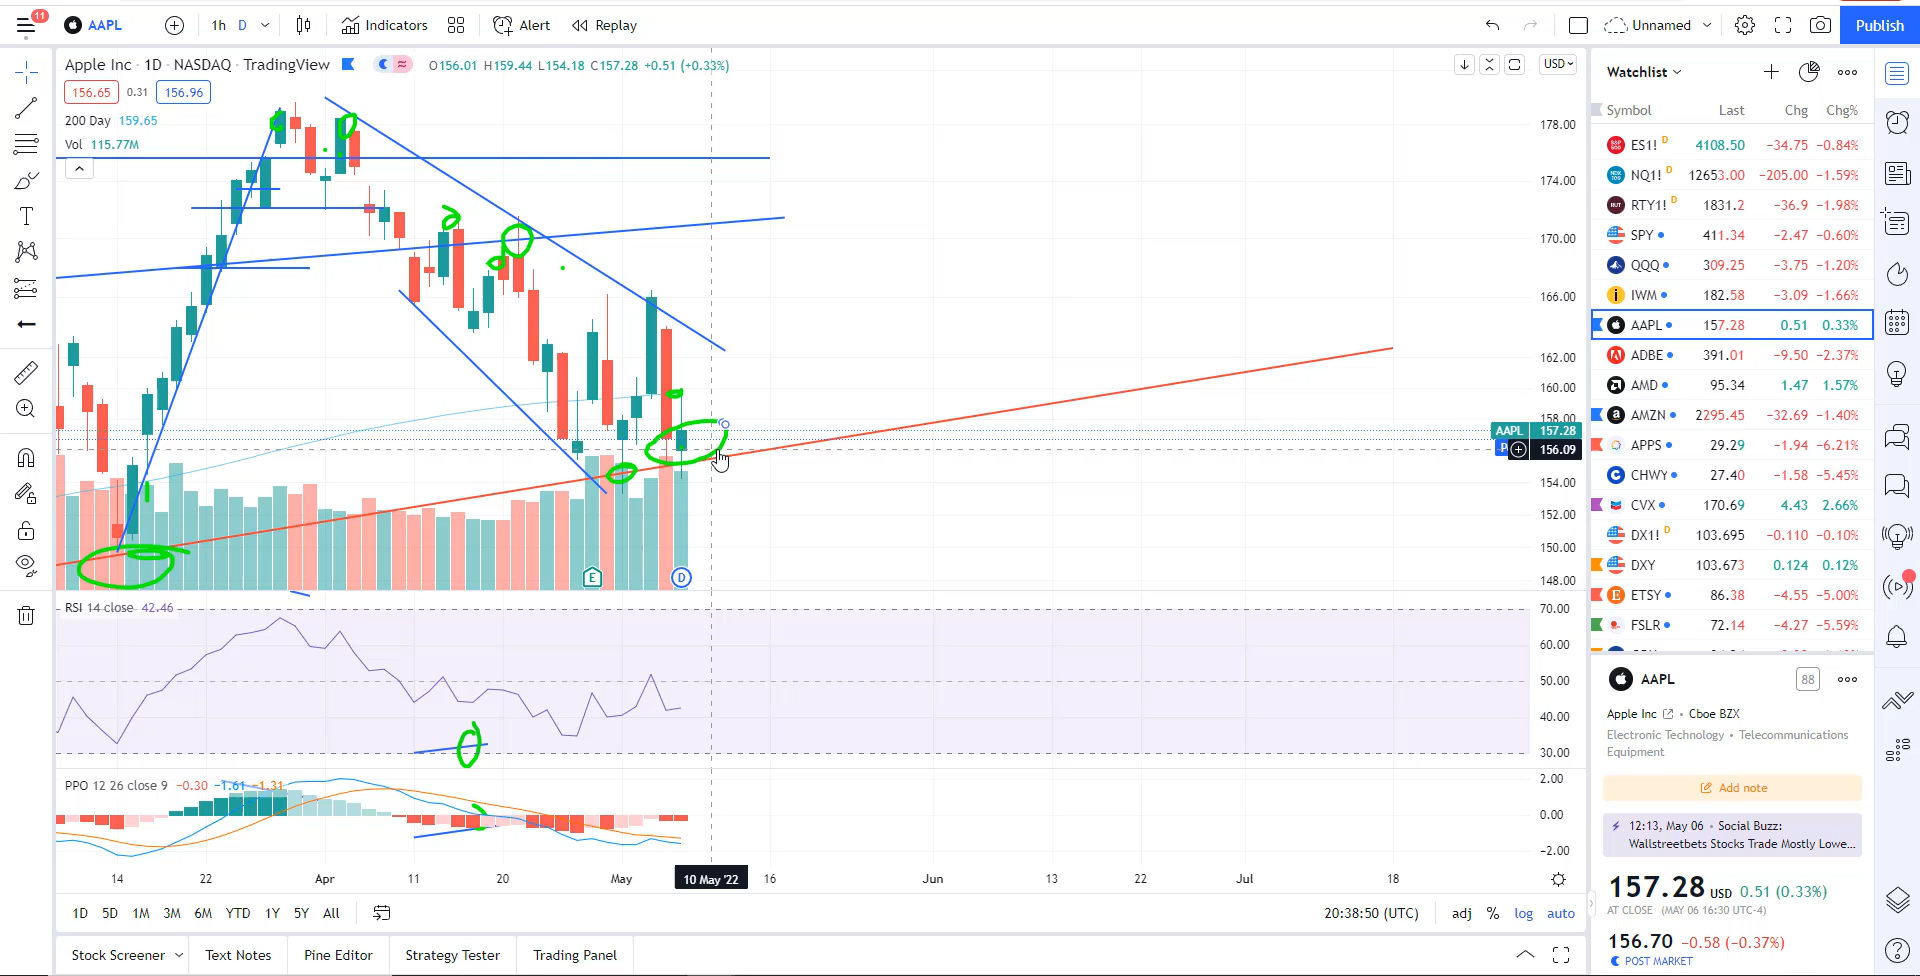 11
AAPL
1h D
Indicators
Alert
Replay
Unnamed
Publish
Apple Inc · 1D · NASDAQ · TradingView
O156.01 H159.44 L154.18 C157.28 +0.51 (+0.33%)
USD
156.65 0.31 156.96
200 Day 159.65
Vol 115.77M
178.00
174.00
170.00
166.00
162.00
160.00
158.00
AAPL 157.28
P 156.09
154.00
152.00
150.00
148.00
E
D
RSI 14 close 42.46
70.00
60.00
50.00
40.00
30.00
PPO 12 26 close 9 −0.30 −1.61 −1.31
2.00
0.00
−2.00
14 22 Apr 11 20 May 10 May '22 16 Jun 13 22 Jul 18
1D 5D 1M 3M 6M YTD 1Y 5Y All
20:38:50 (UTC) adj % log auto
Stock Screener Text Notes Pine Editor Strategy Tester Trading Panel
Watchlist
Symbol Last Chg Chg%
ES1! D 4108.50 −34.75 −0.84%
NQ1! D 12653.00 −205.00 −1.59%
RTY1! D 1831.2 −36.9 −1.98%
SPY 411.34 −2.47 −0.60%
QQQ 309.25 −3.75 −1.20%
IWM 182.58 −3.09 −1.66%
AAPL 157.28 0.51 0.33%
ADBE 391.01 −9.50 −2.37%
AMD 95.34 1.47 1.57%
AMZN 2295.45 −32.69 −1.40%
APPS 29.29 −1.94 −6.21%
CHWY 27.40 −1.58 −5.45%
CVX 170.69 4.43 2.66%
DX1! D 103.695 −0.110 −0.10%
DXY 103.673 0.124 0.12%
ETSY 86.38 −4.55 −5.00%
FSLR 72.14 −4.27 −5.59%
AAPL 88
Apple Inc · Cboe BZX
Electronic Technology · Telecommunications
Equipment
Add note
12:13, May 06 · Social Buzz:
Wallstreetbets Stocks Trade Mostly Lowe...
157.28 USD 0.51 (0.33%)
AT CLOSE (MAY 06 16:30 UTC-4)
156.70 −0.58 (−0.37%)
POST MARKET